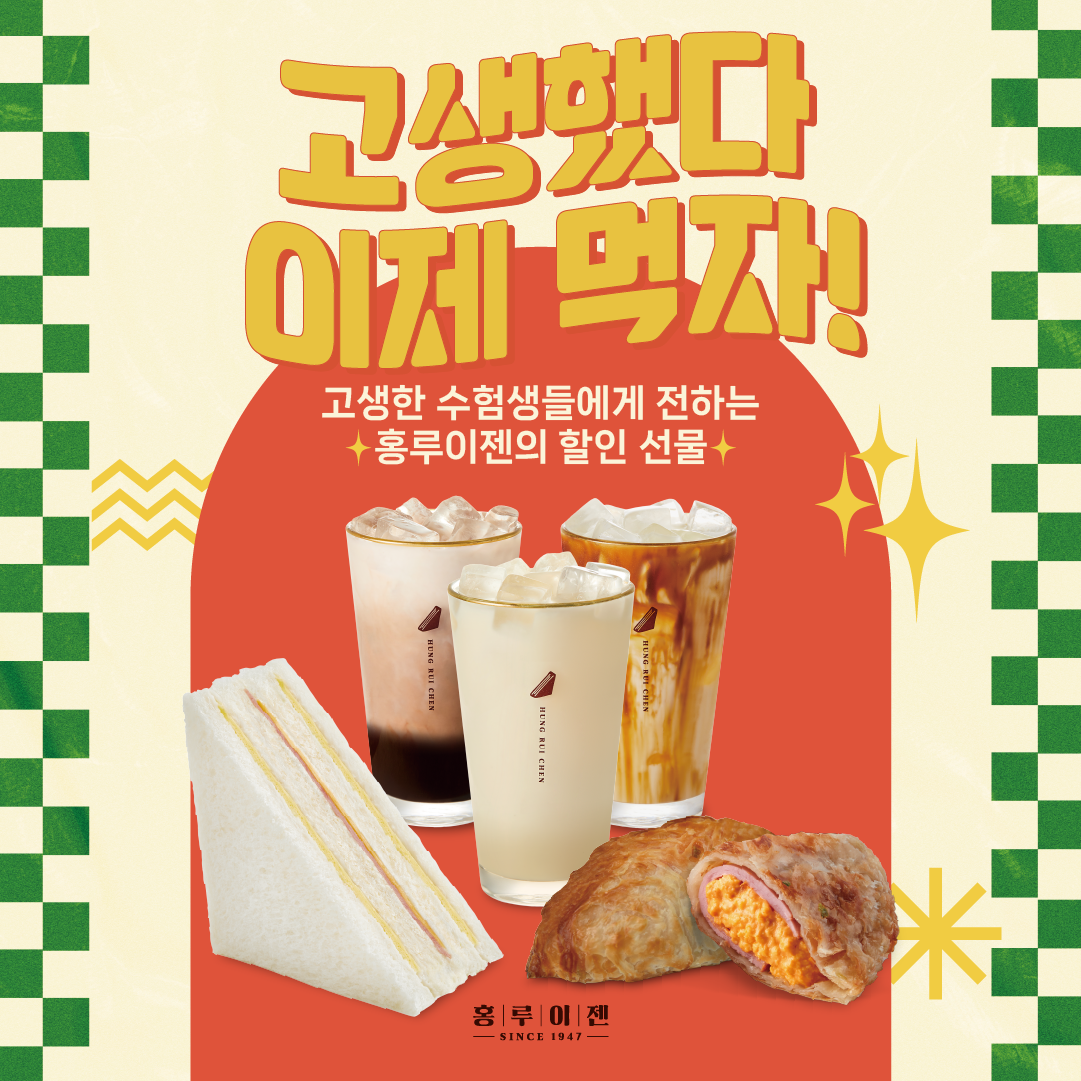 고생했다
이제 먹자!
고생한 수험생들에게 전하는
홍루이젠의 할인 선물
HUNG RUI CHEN
HUNG RUI CHEN
HUNG RUI CHEN
홍|루|이|젠
SINCE 1947